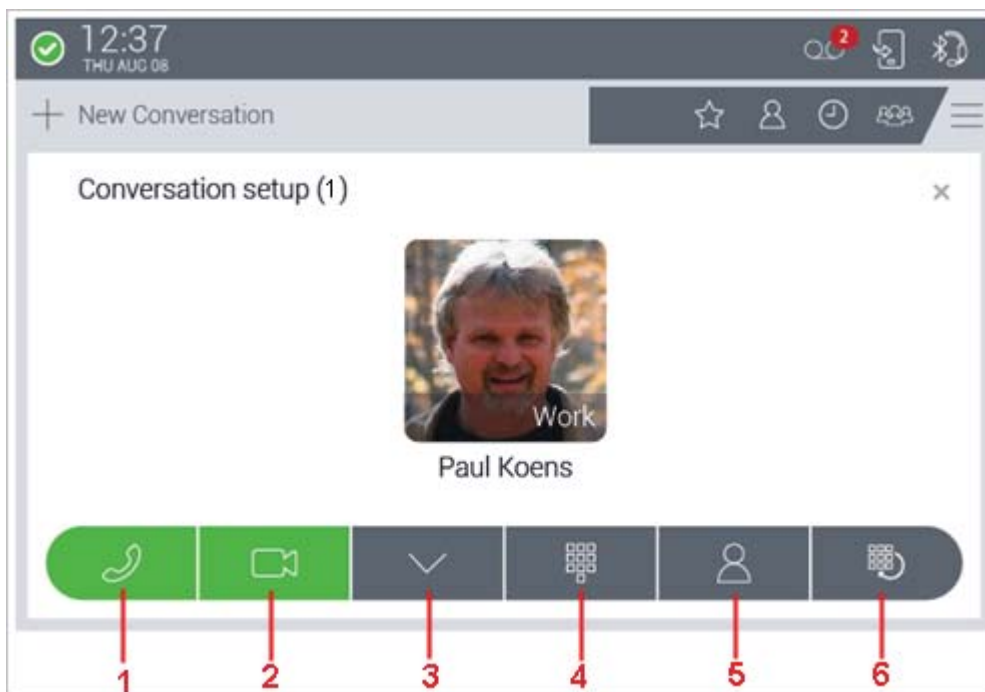 12:37
THU AUG 08
2
New Conversation
Conversation setup (1)
Work
Paul Koens
1 2 3 4 5 6